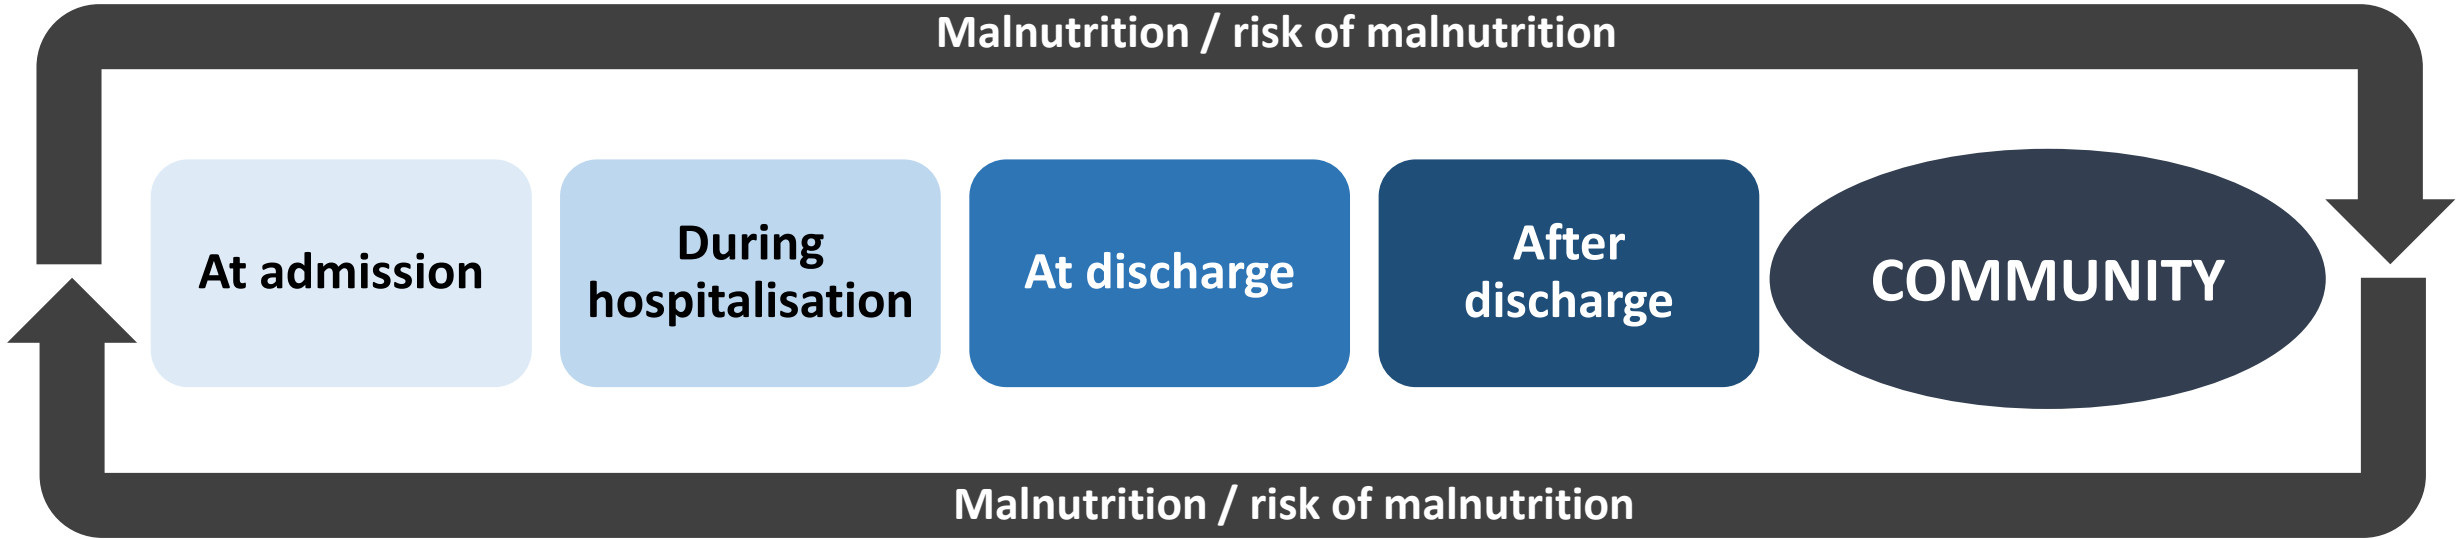 Malnutrition / risk of malnutrition
At admission
During
hospitalisation
At discharge
After
discharge
COMMUNITY
Malnutrition / risk of malnutrition